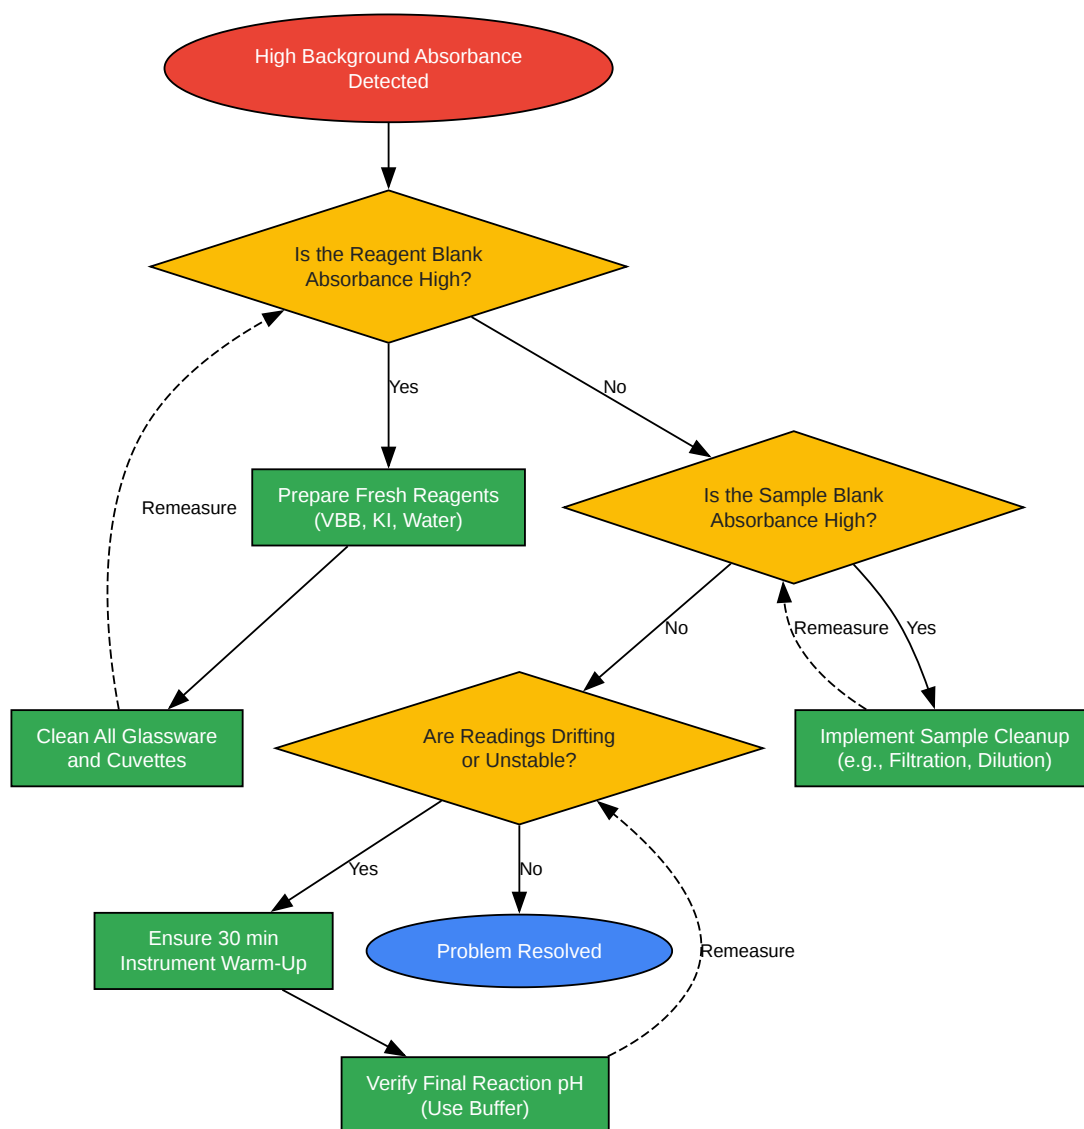 High Background Absorbance
Detected
Is the Reagent Blank
Absorbance High?
Yes
No
Prepare Fresh Reagents
(VBB, KI, Water)
Remeasure
Is the Sample Blank
Absorbance High?
No
Remeasure
Yes
Clean All Glassware
and Cuvettes
Are Readings Drifting
or Unstable?
Implement Sample Cleanup
(e.g., Filtration, Dilution)
Yes
No
Ensure 30 min
Instrument Warm-Up
Problem Resolved
Remeasure
Verify Final Reaction pH
(Use Buffer)